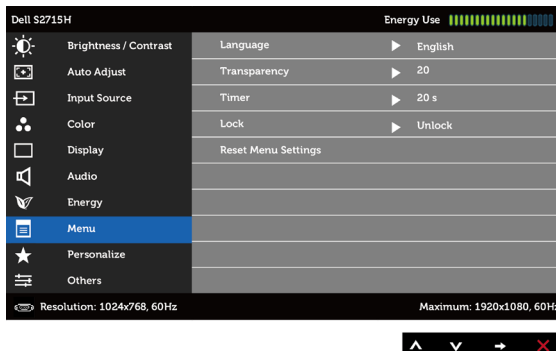 Dell S2715H Energy Use
Brightness / Contrast Language English
Auto Adjust Transparency 20
Input Source Timer 20 s
Color Lock Unlock
Display Reset Menu Settings
Audio
Energy
Menu
Personalize
Others
Resolution: 1024x768, 60Hz Maximum: 1920x1080, 60Hz